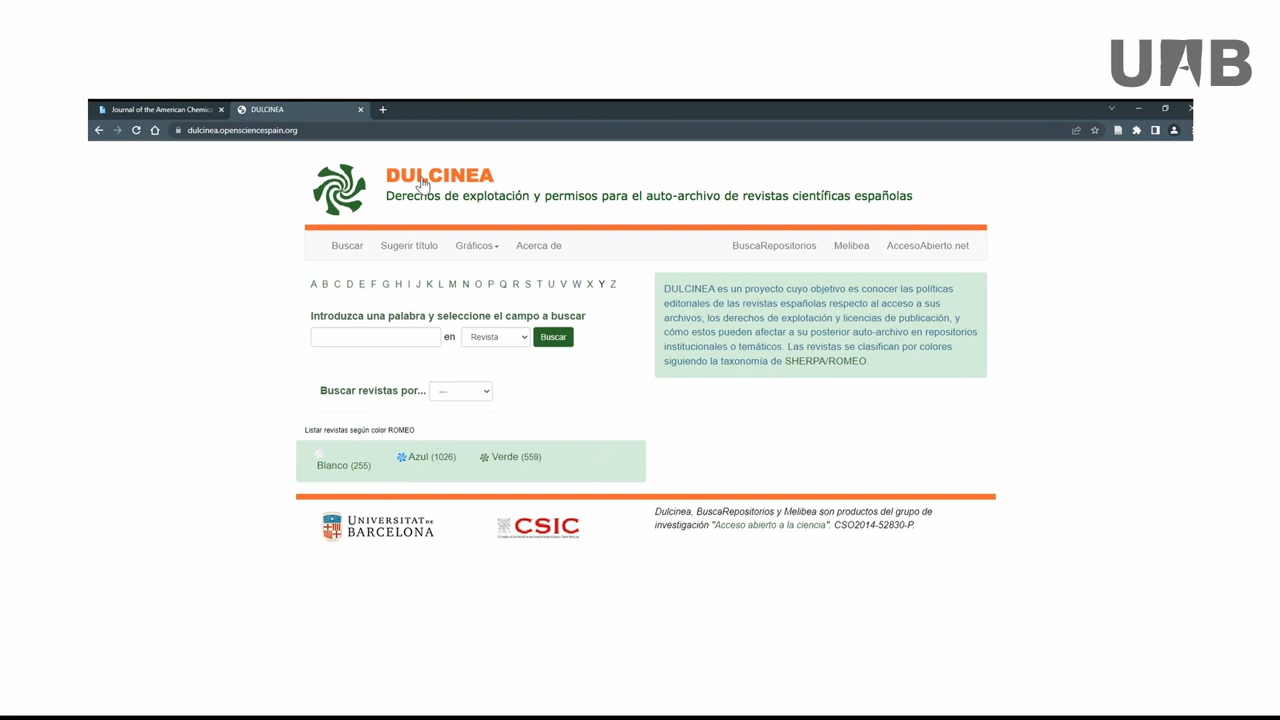 UAB
Journal of the American Chemic
DULCINEA
dulcinea.opensciencespain.org
DULCINEA
Derechos de explotación y permisos para el auto-archivo de revistas científicas españolas
Buscar Sugerir título Gráficos Acerca de BuscaRepositorios Melibea AccesoAbierto.net
A B C D E F G H I J K L M N O P Q R S T U V W X Y Z
Introduzca una palabra y seleccione el campo a buscar
en Revista Buscar
Buscar revistas por... ---
Listar revistas según color ROMEO
Blanco (255) Azul (1026) Verde (559)
DULCINEA es un proyecto cuyo objetivo es conocer las políticas
editoriales de las revistas españolas respecto al acceso a sus
archivos, los derechos de explotación y licencias de publicación, y
cómo estos pueden afectar a su posterior auto-archivo en repositorios
institucionales o temáticos. Las revistas se clasifican por colores
siguiendo la taxonomía de SHERPA/ROMEO.
UNIVERSITAT DE
BARCELONA
CSIC
Dulcinea, BuscaRepositorios y Melibea son productos del grupo de
investigación "Acceso abierto a la ciencia". CSO2014-52830-P.